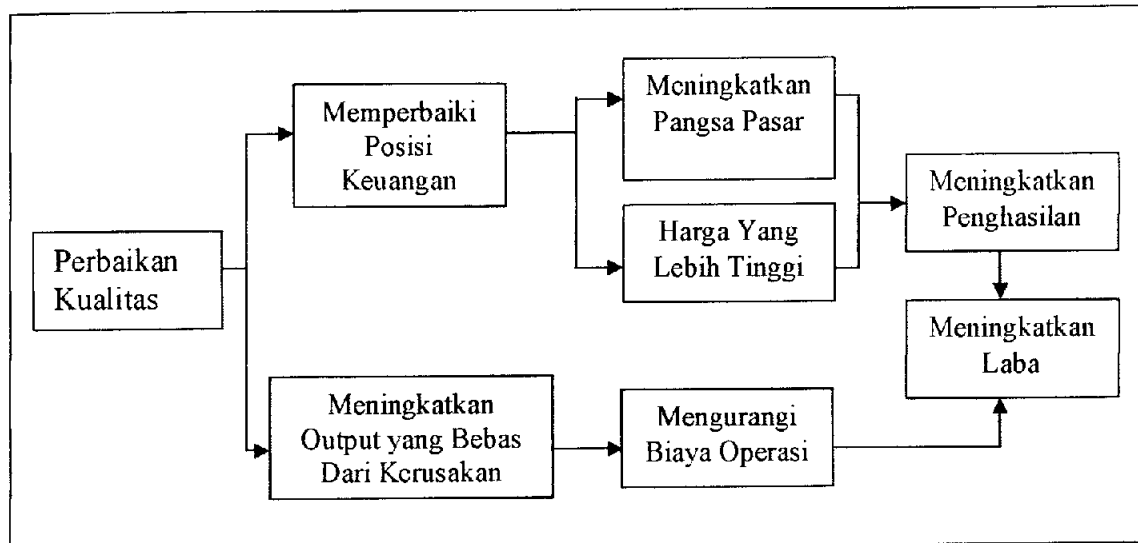 Perbaikan
Kualitas
Memperbaiki
Posisi
Keuangan
Meningkatkan
Pangsa Pasar
Harga Yang
Lebih Tinggi
Meningkatkan
Penghasilan
Meningkatkan
Laba
Meningkatkan
Output yang Bebas
Dari Kerusakan
Mengurangi
Biaya Operasi